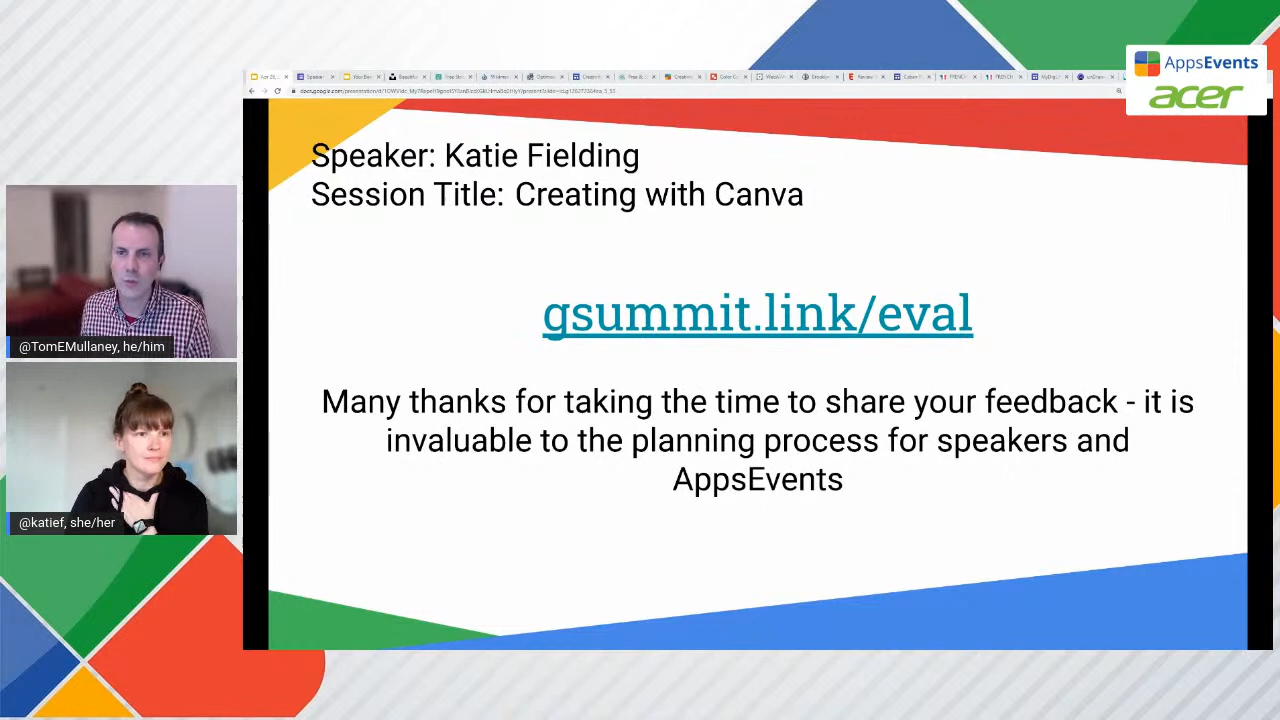 AppsEvents
acer
Speaker: Katie Fielding
Session Title: Creating with Canva
gsummit.link/eval
Many thanks for taking the time to share your feedback - it is
invaluable to the planning process for speakers and
AppsEvents
@TomEMullaney, he/him
@katief, she/her